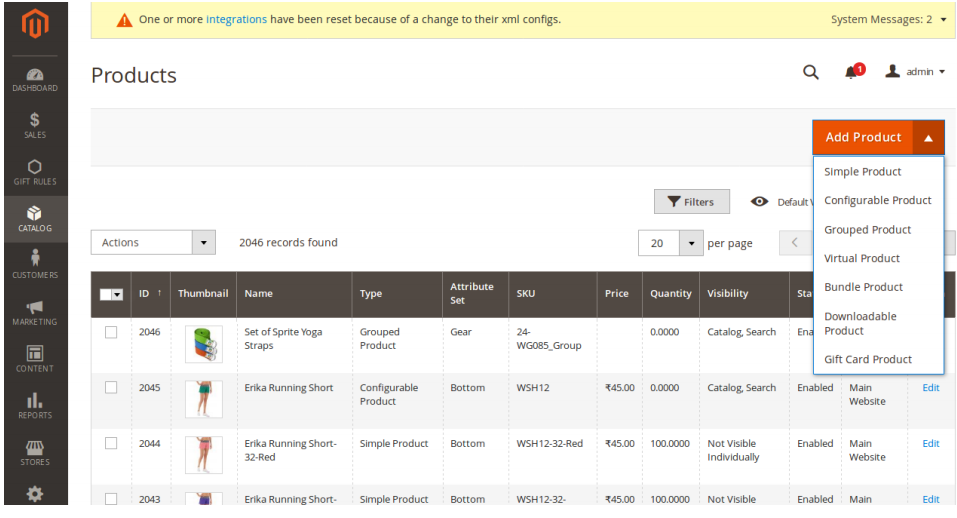 One or more integrations have been reset because of a change to their xml configs.
System Messages: 2
DASHBOARD
$
SALES
GIFT RULES
CATALOG
CUSTOMERS
MARKETING
CONTENT
REPORTS
STORES
Products
1
admin
Add Product
Simple Product
Configurable Product
Grouped Product
Virtual Product
Bundle Product
Downloadable
Product
Gift Card Product
Filters
Default
Actions
2046 records found
20
per page
ID ↑ Thumbnail Name Type Attribute Set SKU Price Quantity Visibility
2046 Set of Sprite Yoga Grouped Gear 24- 0.0000 Catalog, Search
Straps Product WG085_Group
2045 Erika Running Short Configurable Bottom WSH12 ₹45.00 0.0000 Catalog, Search Enabled Main Edit
Product Website
2044 Erika Running Short- Simple Product Bottom WSH12-32-Red ₹45.00 100.0000 Not Visible Enabled Main Edit
32-Red Individually Website
2043 Erika Running Short- Simple Product Bottom WSH12-32- ₹45.00 100.0000 Not Visible Enabled Main Edit